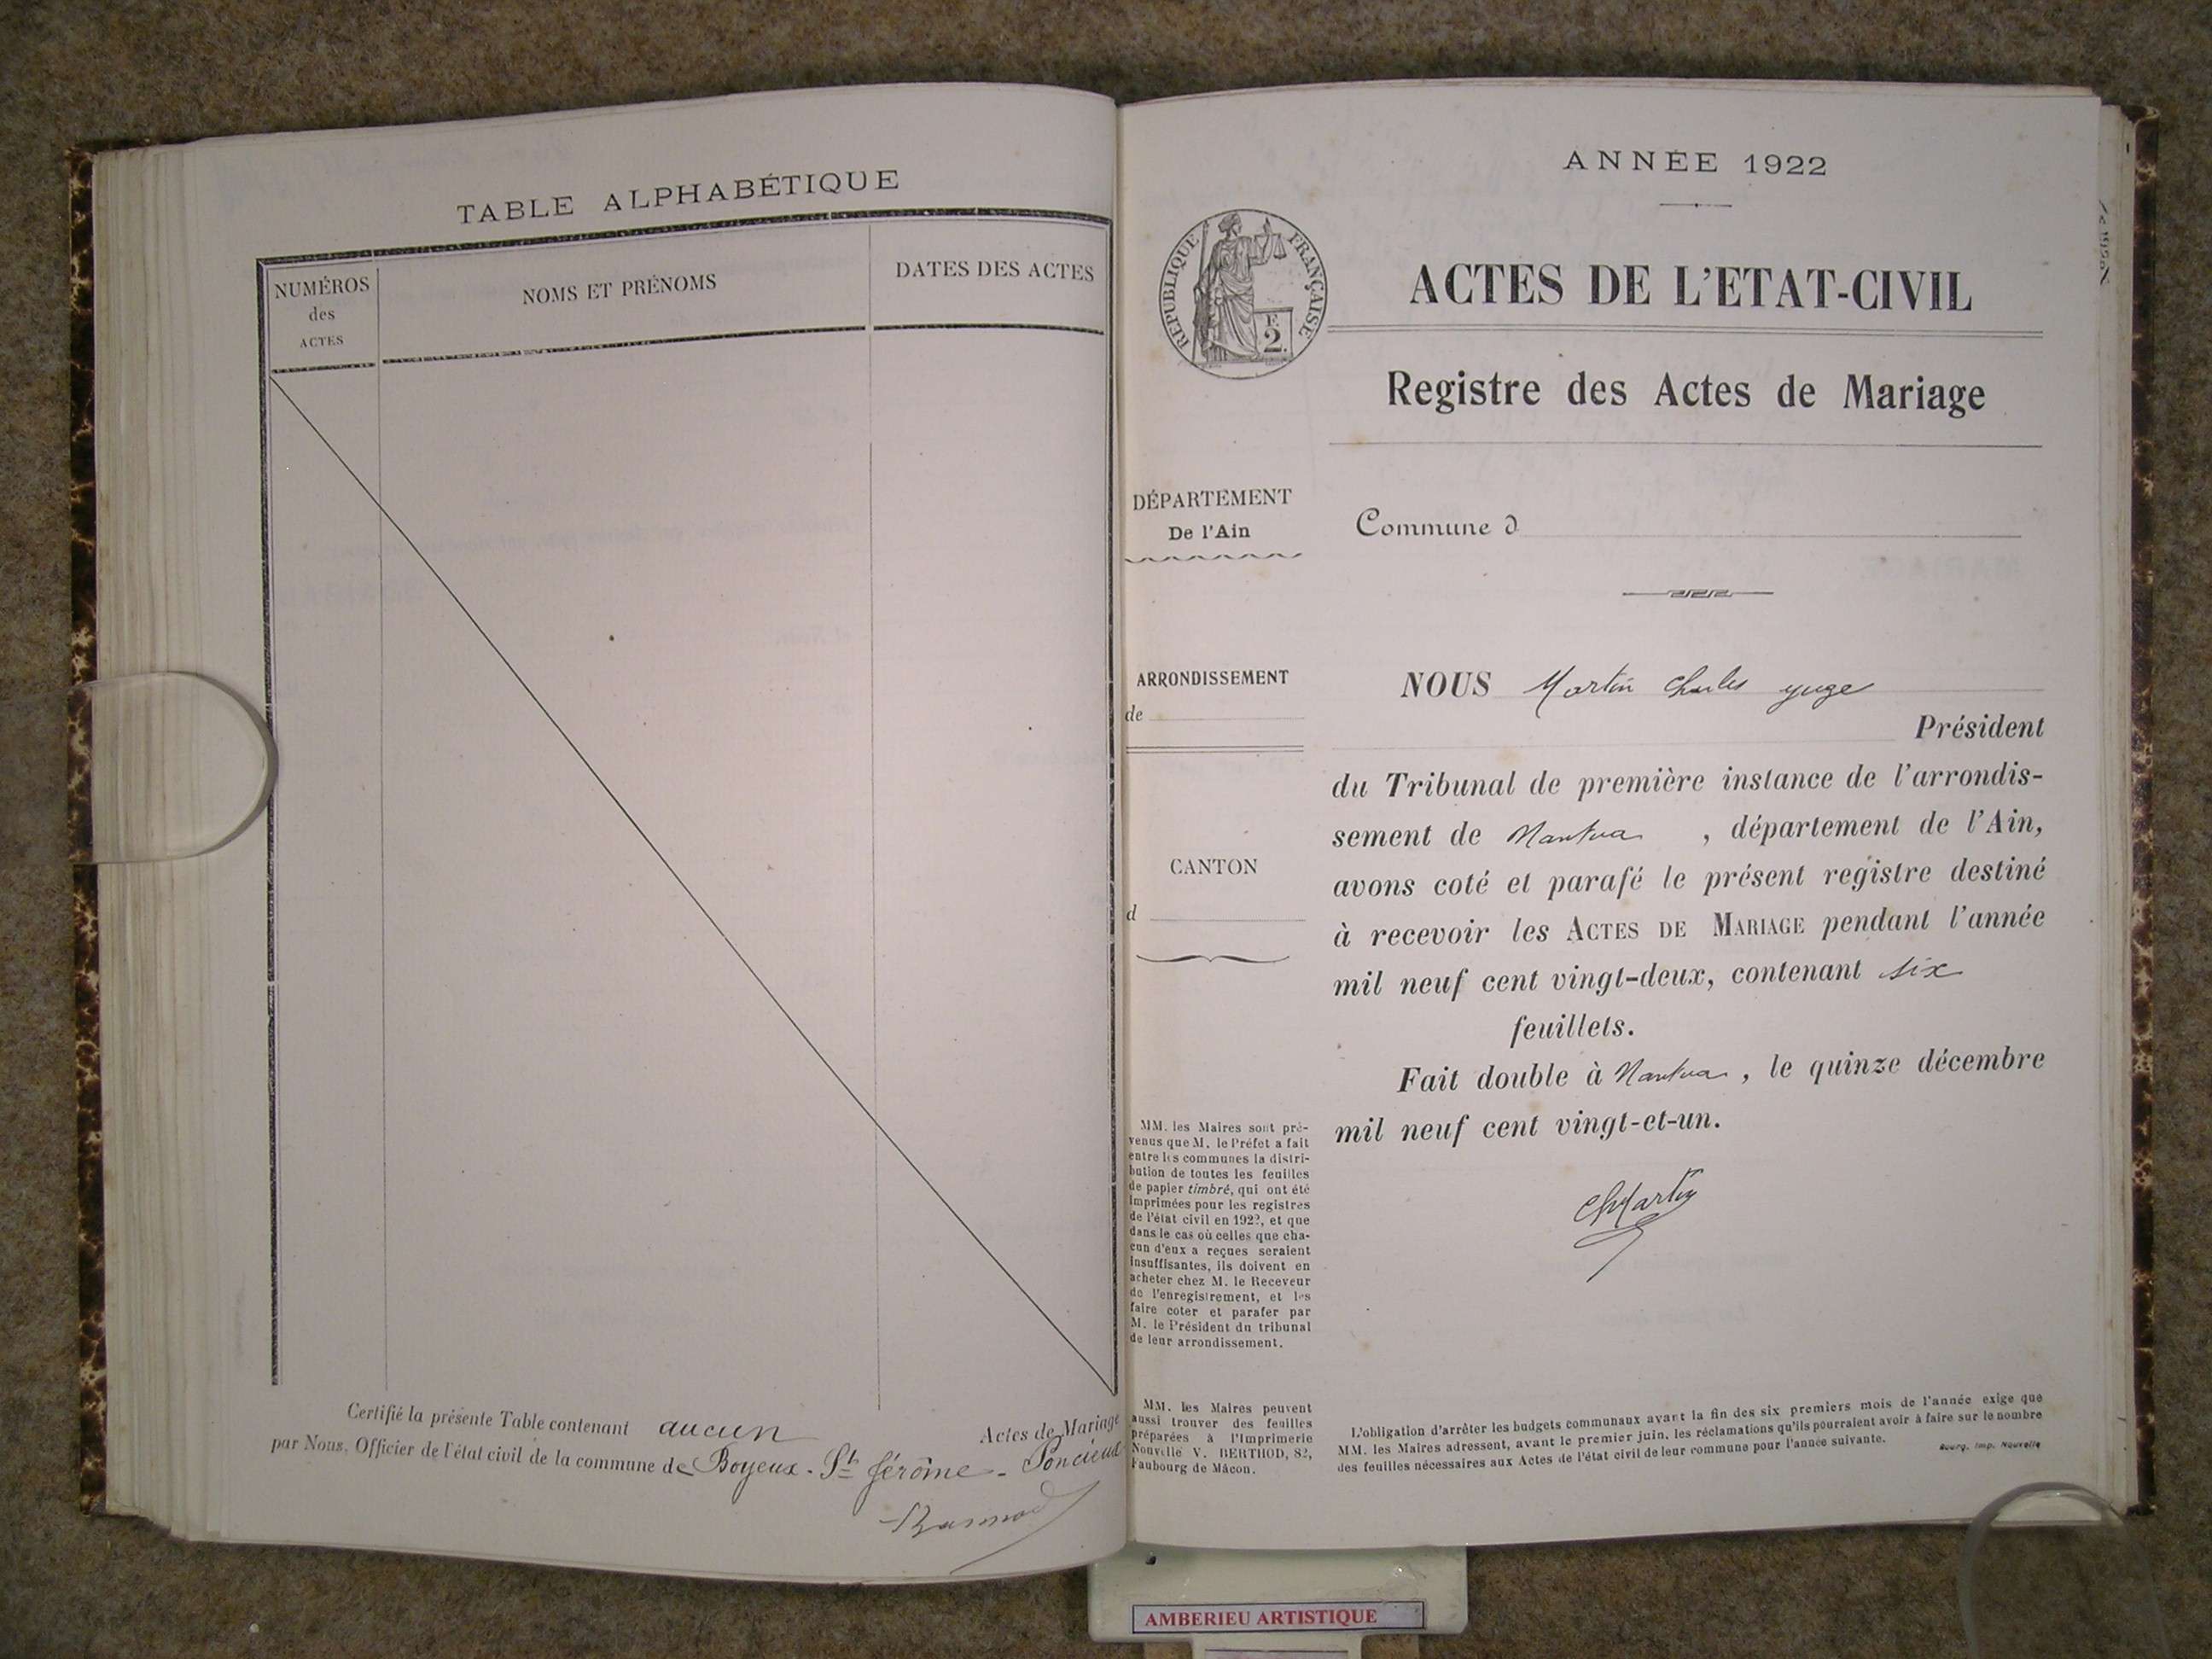 TABLE ALPHABÉTIQUE
NUMÉROS
des
ACTES
NOMS ET PRÉNOMS
DATES DES ACTES
Certifié la présente Table contenant aucun Actes de Mariage
par Nous, Officier de l'état civil de la commune de Boyeux-St Jérôme - Poncieux
ANNÉE 1922
RÉPUBLIQUE FRANÇAISE
F.
2.
ACTES DE L'ETAT-CIVIL
Registre des Actes de Mariage
DÉPARTEMENT
De l'Ain
Commune d
ARRONDISSEMENT
de
CANTON
d
NOUS Martin Charles juge
Président
du Tribunal de première instance de l'arrondis-
sement de Nantua , département de l'Ain,
avons coté et parafé le présent registre destiné
à recevoir les ACTES DE MARIAGE pendant l'année
mil neuf cent vingt-deux, contenant six
feuillets.
Fait double à Nantua, le quinze décembre
mil neuf cent vingt-et-un.
ChMartin
MM. les Maires sont pré-
venus que M. le Préfet a fait
entre les communes la distri-
bution de toutes les feuilles
de papier timbré, qui ont été
imprimées pour les registres
de l'état civil en 1922, et que
dans le cas où celles que cha-
cun d'eux a reçues seraient
insuffisantes, ils doivent en
acheter chez M. le Receveur
de l'enregistrement, et les
faire coter et parafer par
M. le Président du tribunal
de leur arrondissement.
MM. les Maires peuvent
aussi trouver des feuilles
préparées à l'Imprimerie
Nouvelle V. BERTHOD, 82,
Faubourg de Mâcon.
L'obligation d'arrêter les budgets communaux avant la fin des six premiers mois de l'année exige que
MM. les Maires adressent, avant le premier juin, les réclamations qu'ils pourraient avoir à faire sur le nombre
des feuilles nécessaires aux Actes de l'état civil de leur commune pour l'année suivante.
Bourg, Imp. Nouvelle
AMBERIEU ARTISTIQUE